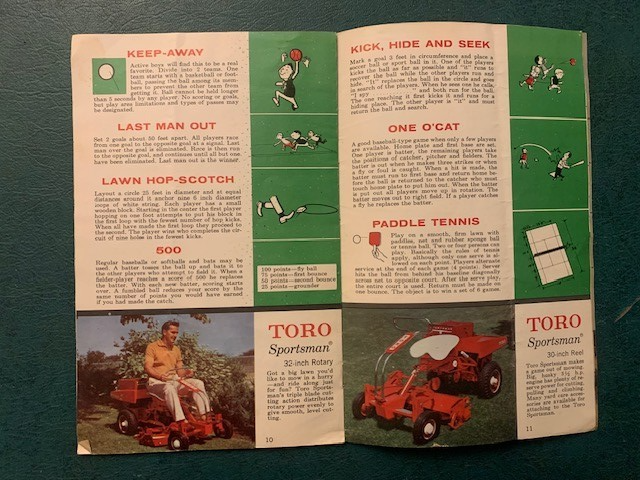 KEEP-AWAY
Active boys will find this to be a real
favorite. Divide into 2 teams. One
team starts with a basketball or foot-
ball, passing the ball among its mem-
bers to prevent the other team from
getting it. Ball cannot be held longer
than 5 seconds by any player. No scoring of goals,
but play area limitations and types of passes may
be designated.
LAST MAN OUT
Set 2 goals about 50 feet apart. All players race
from one goal to the opposite goal at a signal. Last
man over the goal is eliminated. Race is then run
to the opposite goal, and continues until all but one
have been eliminated. Last man out is the winner.
LAWN HOP-SCOTCH
Layout a circle 25 feet in diameter and at equal
distances around it anchor nine 6 inch diameter
coops of white string. Each player has a small
wooden block. Starting in the center the first player
hopping on one foot attempts to put his block in
the first loop with the fewest number of hop kicks.
When all have made the first loop they proceed to
the second. The player wins who completes the cir-
cuit of nine holes in the fewest kicks.
500
Regular baseballs or softballs and bats may be
used. A batter tosses the ball up and bats it to
the other players who attempt to field it. When a
fielder-player reaches a score of 500 he replaces
the batter. With each new batter, scoring starts
over. A fumbled ball reduces your score by the
same number of points you would have earned
if you had made the catch.
100 points—fly ball
75 points—first bounce
50 points—second bounce
25 points—grounder
TORO
Sportsman®
32-inch Rotary
Got a big lawn you'd
like to mow in a hurry
—and ride along just
for fun? Toro Sports-
man's triple blade cut-
ting action distributes
rotary power evenly to
give smooth, level cut-
ting.
10
KICK, HIDE AND SEEK
Mark a goal 3 feet in circumference and place a
soccer ball or sport ball in it. One of the players
kicks the ball as far as possible and "it" runs to
recover the ball while the other players run and
hide. "It" replaces the ball in the circle and goes
in search of the players. When he sees one he calls,
"I spy " and both run for the ball.
The one reaching it first kicks it and runs for a
hiding place. The other player is "it" and must
return the ball and search.
ONE O'CAT
A good baseball-type game when only a few players
are available. Home plate and first base are set.
One player is batter, the remaining players take
the positions of catcher, pitcher and fielders. The
batter is out when he makes three strikes or when
a fly or foul is caught. When a hit is made, the
batter must run to first base and return home be-
fore the ball is returned to the catcher who must
touch home plate to put him out. When the batter
is put out all players move up in rotation. The
batter moves out to right field. If a player catches
a fly he replaces the batter.
PADDLE TENNIS
Play on a smooth, firm lawn with
paddles, net and rubber sponge ball
or tennis ball. Two or four persons can
play. Basically the rules of tennis
apply, although only one serve is al-
lowed on each point. Players alternate
service at the end of each game (4 points). Server
hits the ball from behind his baseline diagonally
across net to opposite court. After the serve
the entire court is used. Return must be made on
one bounce. The object is to win a set of 6 games
TORO
Sportsman®
30-inch Reel
Toro Sportsman makes
a game out of mowing.
Big, husky h.p.
engine has plenty of re-
serve power for cutting,
pulling and climbing.
Many yard care acces-
sories are available for
attaching to the Toro
Sportsman.
11